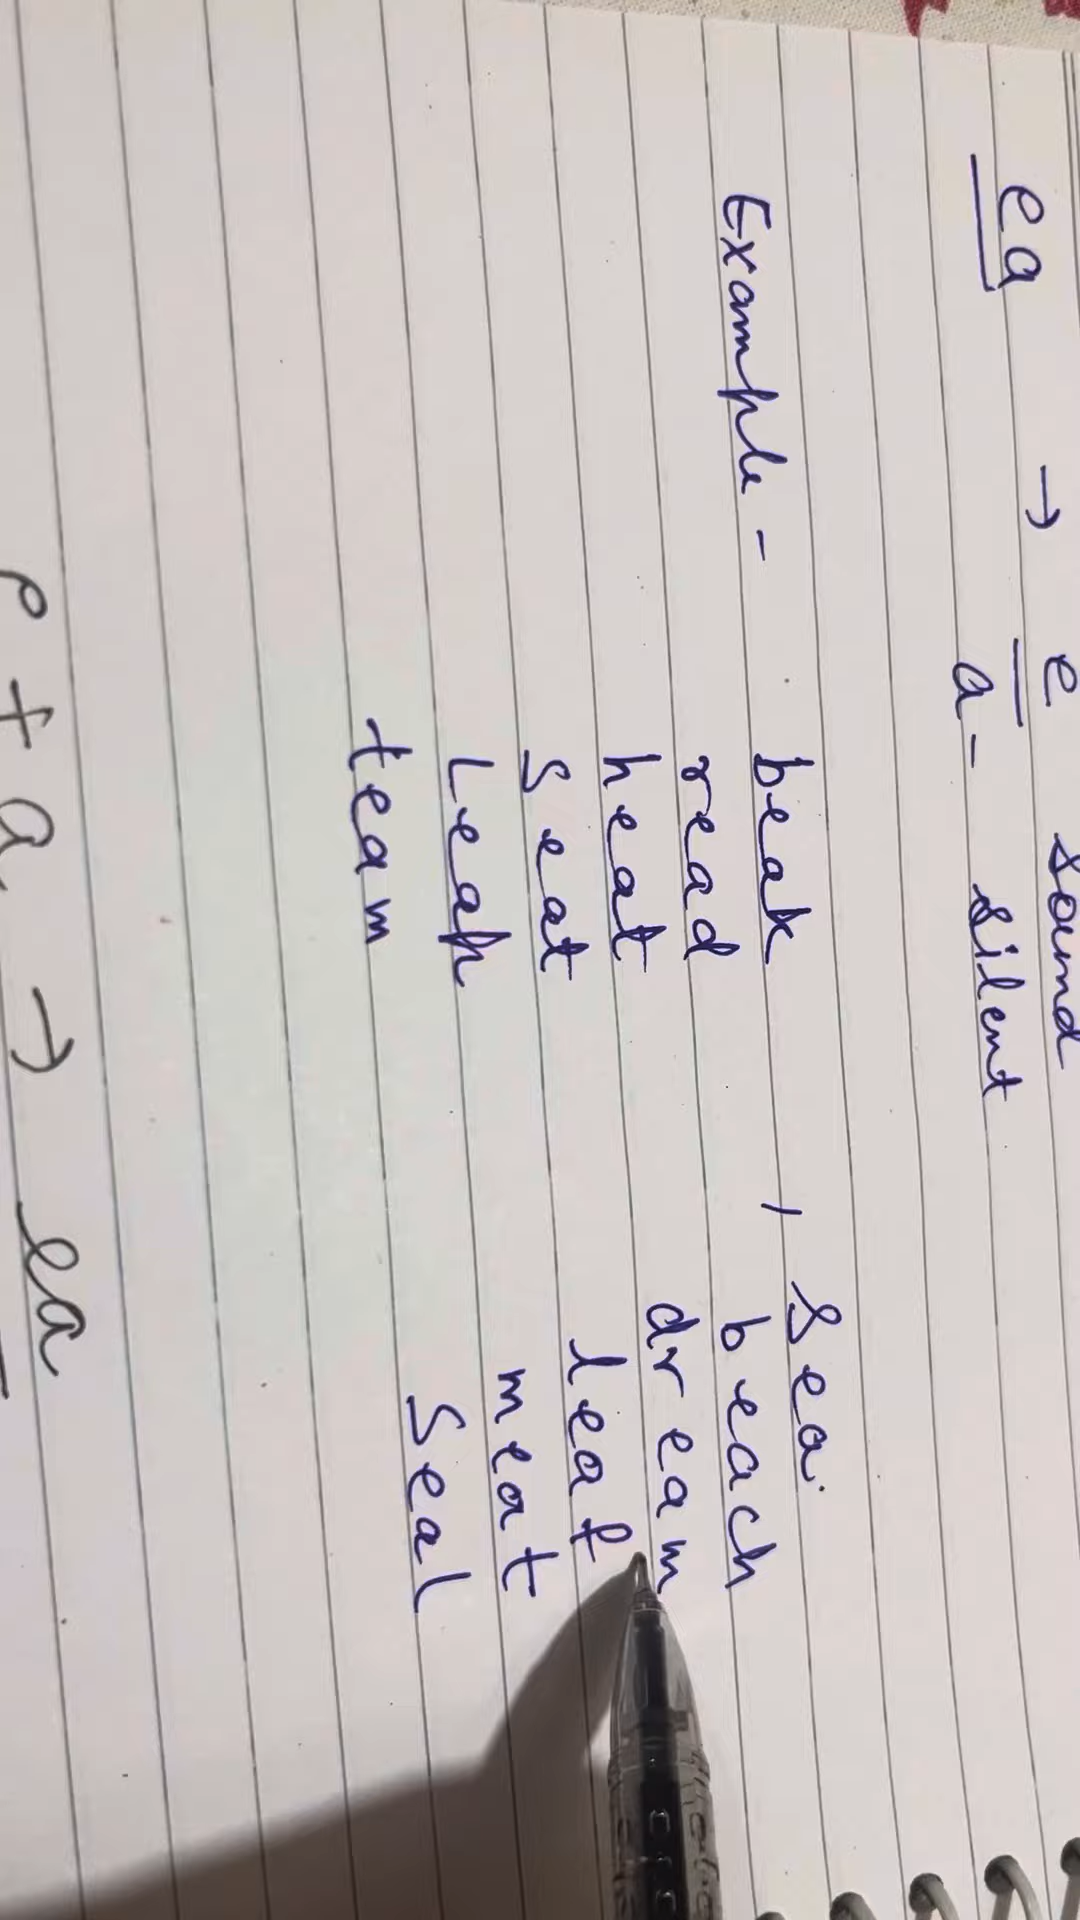 ea → e sound
a - silent
Example - beak , Sea.
read beach
heat dream
Seat leaf
Leap meat
team Seal
e + a → ea